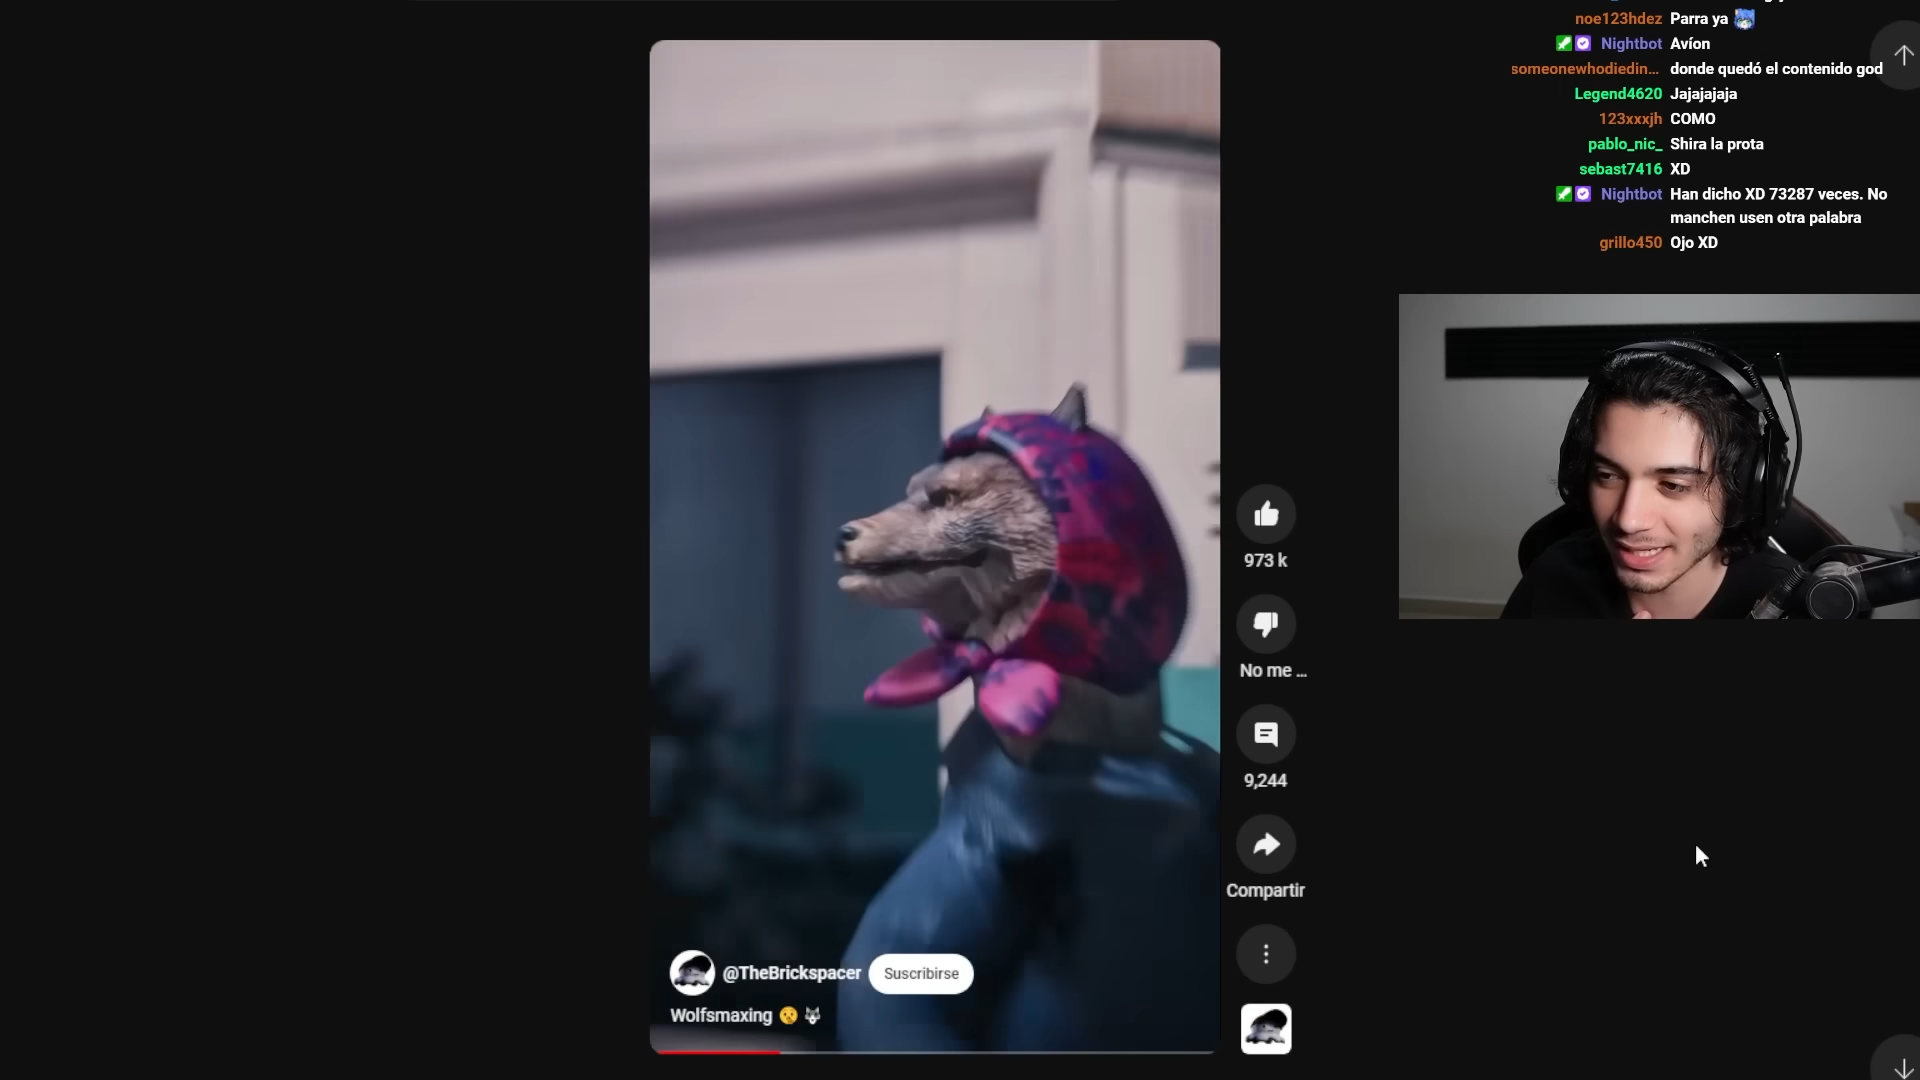 noe123hdez Parra ya
Nightbot Avíon
someonewhodiedin... donde quedó el contenido god
Legend4620 Jajajajaja
123xxxjh COMO
pablo_nic_ Shira la prota
sebast7416 XD
Nightbot Han dicho XD 73287 veces. No
manchen usen otra palabra
grillo450 Ojo XD
973 k
No me ...
9,244
Compartir
@TheBrickspacer Suscribirse
Wolfsmaxing